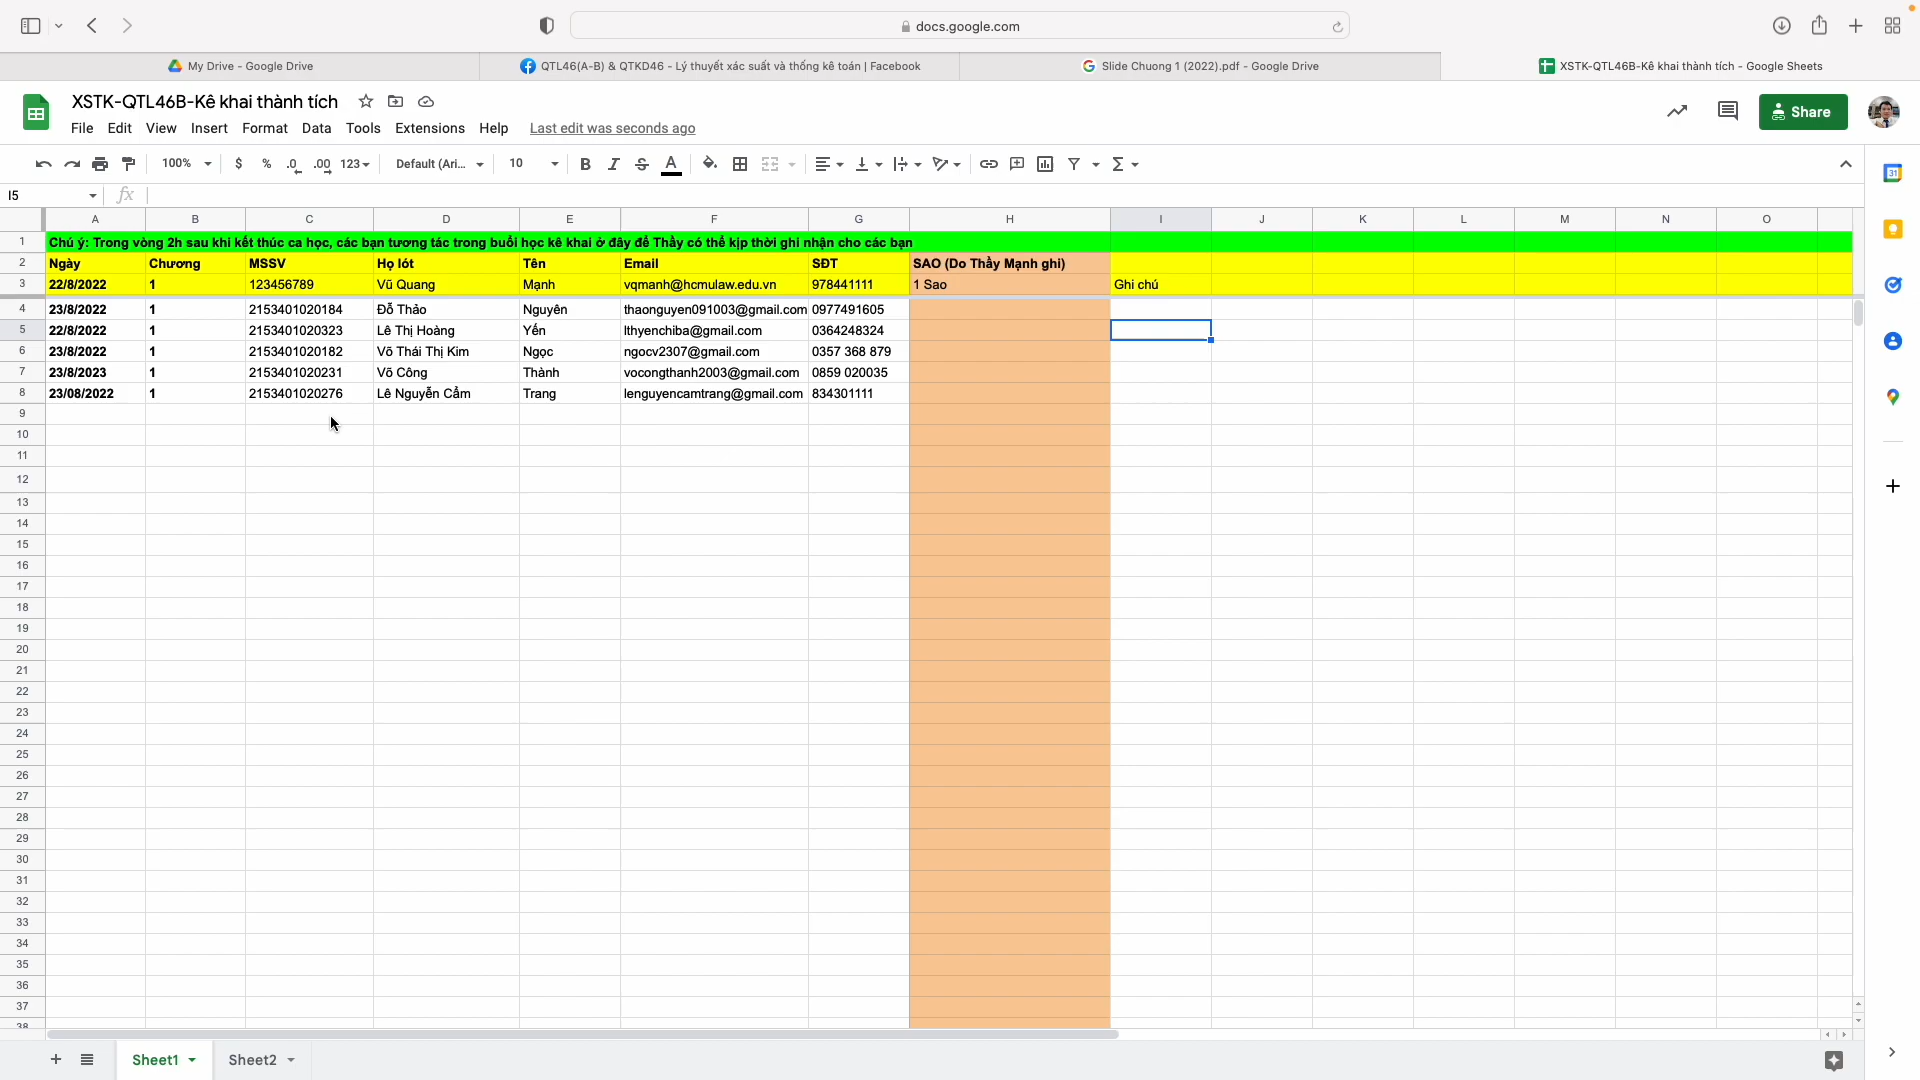 docs.google.com
My Drive - Google Drive
QTL46(A-B) & QTKD46 - Lý thuyết xác suất và thống kê toán | Facebook
Slide Chuong 1 (2022).pdf - Google Drive
XSTK-QTL46B-Kê khai thành tích - Google Sheets
XSTK-QTL46B-Kê khai thành tích
Share
File Edit View Insert Format Data Tools Extensions Help Last edit was seconds ago
100% $ % .0 .00 123 Default (Ari... 10 B I S A Σ
31
I5 fx
A B C D E F G H I J K L M N O
1 Chú ý: Trong vòng 2h sau khi kết thúc ca học, các bạn tương tác trong buổi học kê khai ở đây để Thầy có thể kịp thời ghi nhận cho các bạn
2 Ngày Chương MSSV Họ lót Tên Email SĐT SAO (Do Thầy Mạnh ghi)
3 22/8/2022 1 123456789 Vũ Quang Mạnh vqmanh@hcmulaw.edu.vn 978441111 1 Sao Ghi chú
4 23/8/2022 1 2153401020184 Đỗ Thảo Nguyên thaonguyen091003@gmail.com 0977491605
5 22/8/2022 1 2153401020323 Lê Thị Hoàng Yến lthyenchiba@gmail.com 0364248324
6 23/8/2022 1 2153401020182 Võ Thái Thị Kim Ngọc ngocv2307@gmail.com 0357 368 879
7 23/8/2023 1 2153401020231 Võ Công Thành vocongthanh2003@gmail.com 0859 020035
8 23/08/2022 1 2153401020276 Lê Nguyễn Cẩm Trang lenguyencamtrang@gmail.com 834301111
9
10
11
12
13
14
15
16
17
18
19
20
21
22
23
24
25
26
27
28
29
30
31
32
33
34
35
36
37
38
Sheet1 Sheet2